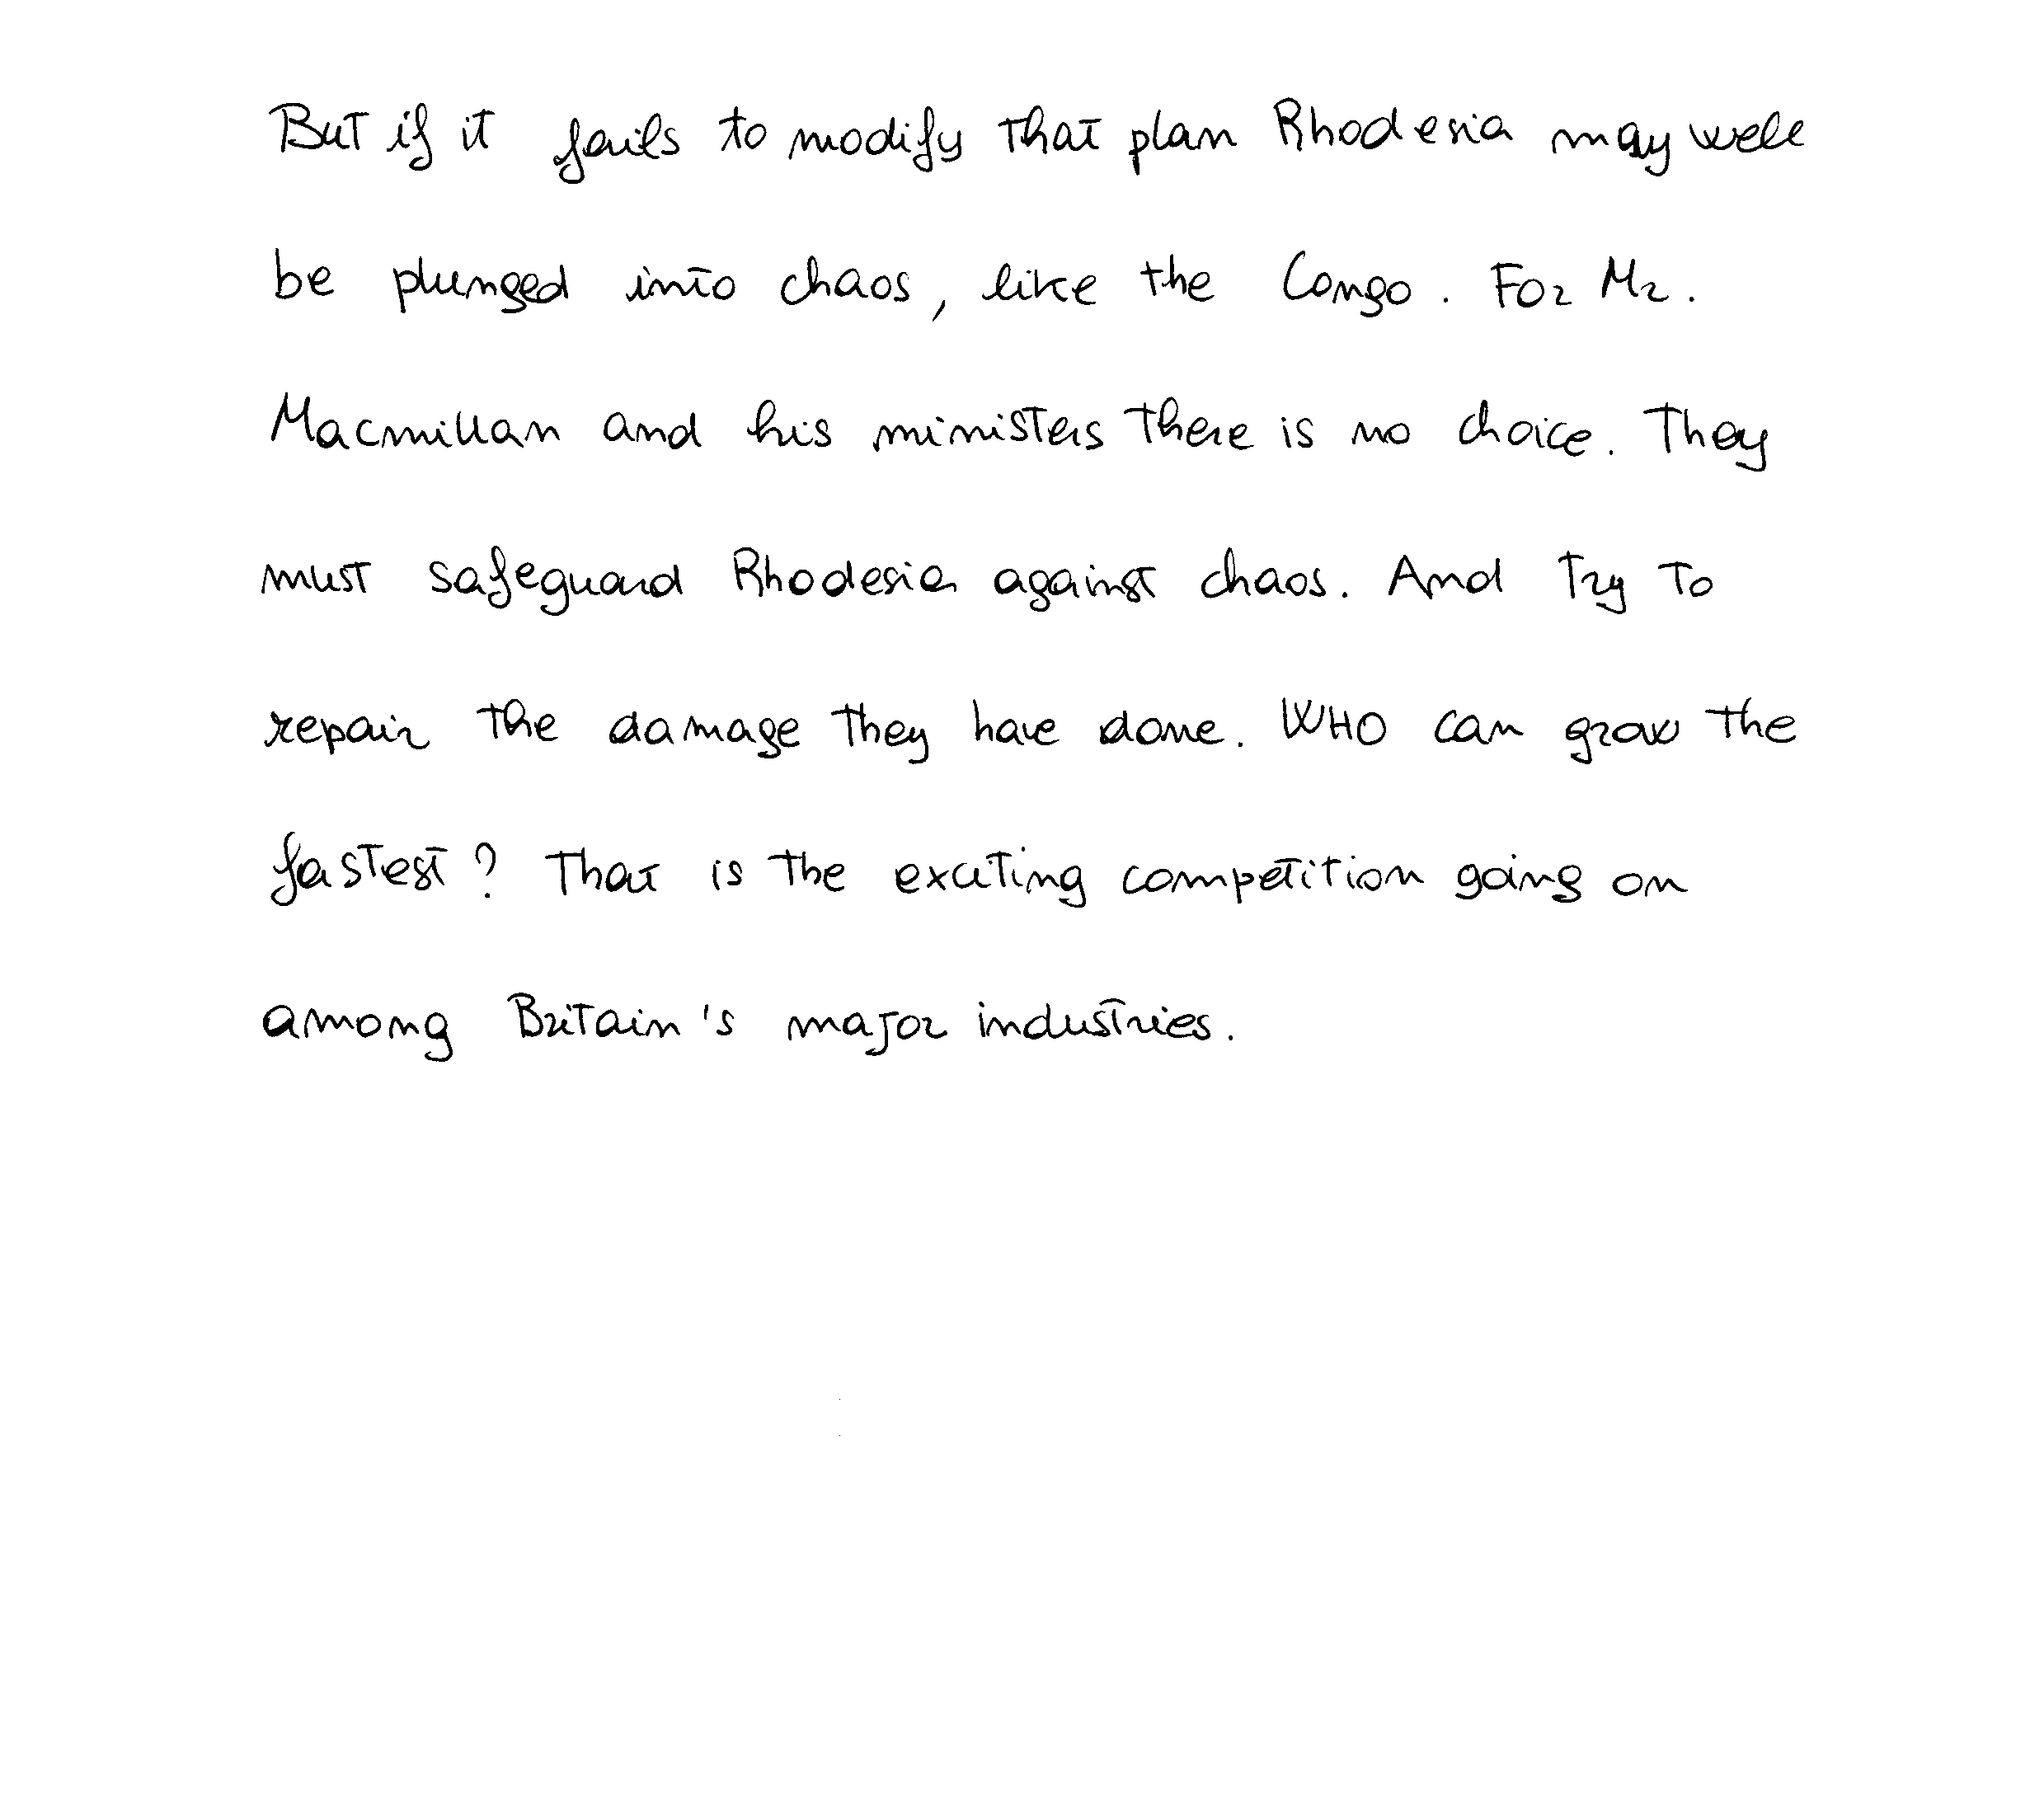 But if it fails to modify that plan Rhodesia may well
be plunged into chaos, like the Congo. For Mr.
Macmillan and his ministers there is no choice. They
must safeguard Rhodesia against chaos. And try to
repair the damage they have done. WHO can grow the
fastest? That is the exciting competition going on
among Britain's major industries.